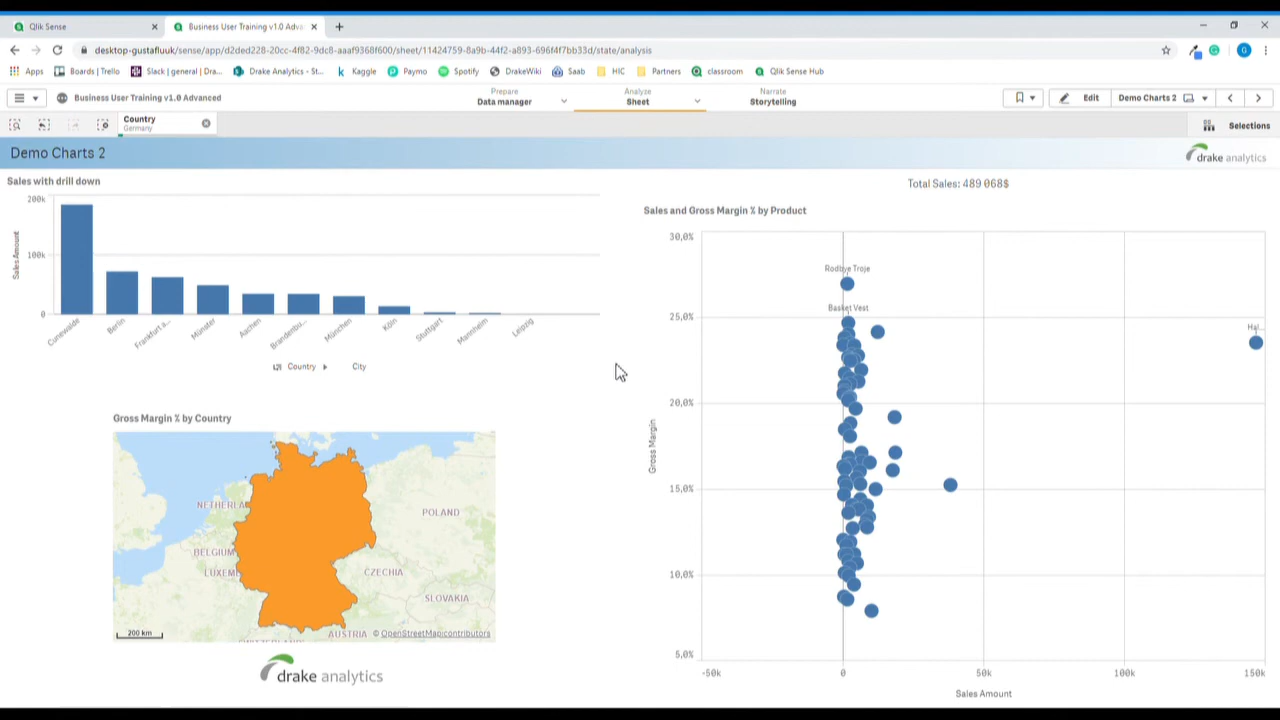 Qlik Sense
Business User Training v1.0 Adva
desktop-gustafluuk/sense/app/d2ded228-20cc-4f82-9dc8-aaaf9368f600/sheet/11424759-8a9b-44f2-a893-696f4f7bb33d/state/analysis
Apps Boards | Trello Slack | general | Dra... Drake Analytics - St... Kaggle Paymo Spotify DrakeWiki Saab HIC Partners classroom Qlik Sense Hub
Business User Training v1.0 Advanced
Prepare
Data manager
Analyze
Sheet
Narrate
Storytelling
Edit
Demo Charts 2
Country
Germany
Selections
Demo Charts 2
drake analytics
Sales with drill down
Sales Amount
200k
100k
0
Cunewalde Berlin Frankfurt a... Münster Aachen Brandenbu... München Köln Stuttgart Mannheim Leipzig
Country City
Gross Margin % by Country
NETHERLA
BELGIUM
LUXEM
POLAND
CZECHIA
SLOVAKIA
AUSTRIA
200 km
© OpenStreetMap contributors
drake analytics
Total Sales: 489 068$
Sales and Gross Margin % by Product
Gross Margin
30,0%
25,0%
20,0%
15,0%
10,0%
5,0%
Rodbye Troje
Basket Vest
Hal...
-50k 0 50k 100k 150k
Sales Amount